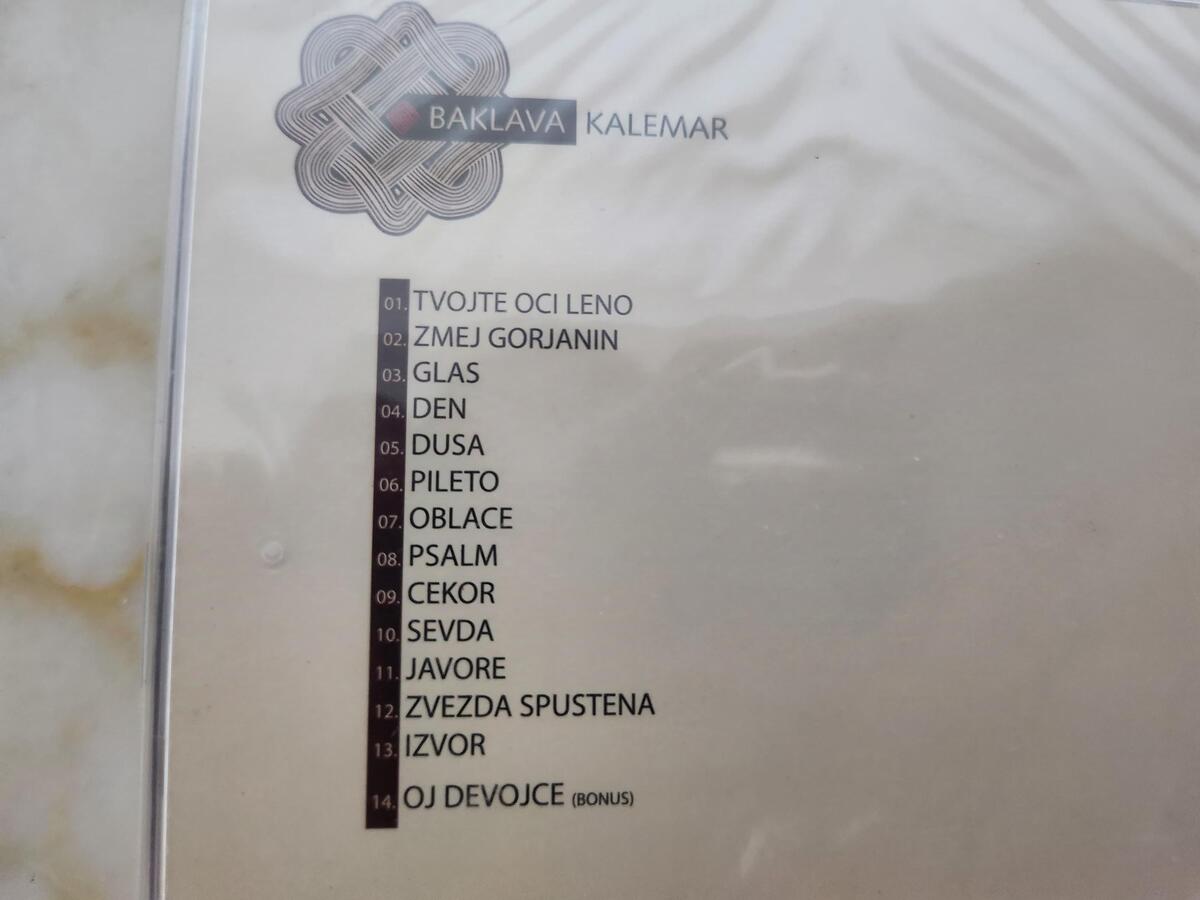 BAKLAVA KALEMAR
01. TVOJTE OCI LENO
02. ZMEJ GORJANIN
03. GLAS
04. DEN
05. DUSA
06. PILETO
07. OBLACE
08. PSALM
09. CEKOR
10. SEVDA
11. JAVORE
12. ZVEZDA SPUSTENA
13. IZVOR
14. OJ DEVOJCE (BONUS)